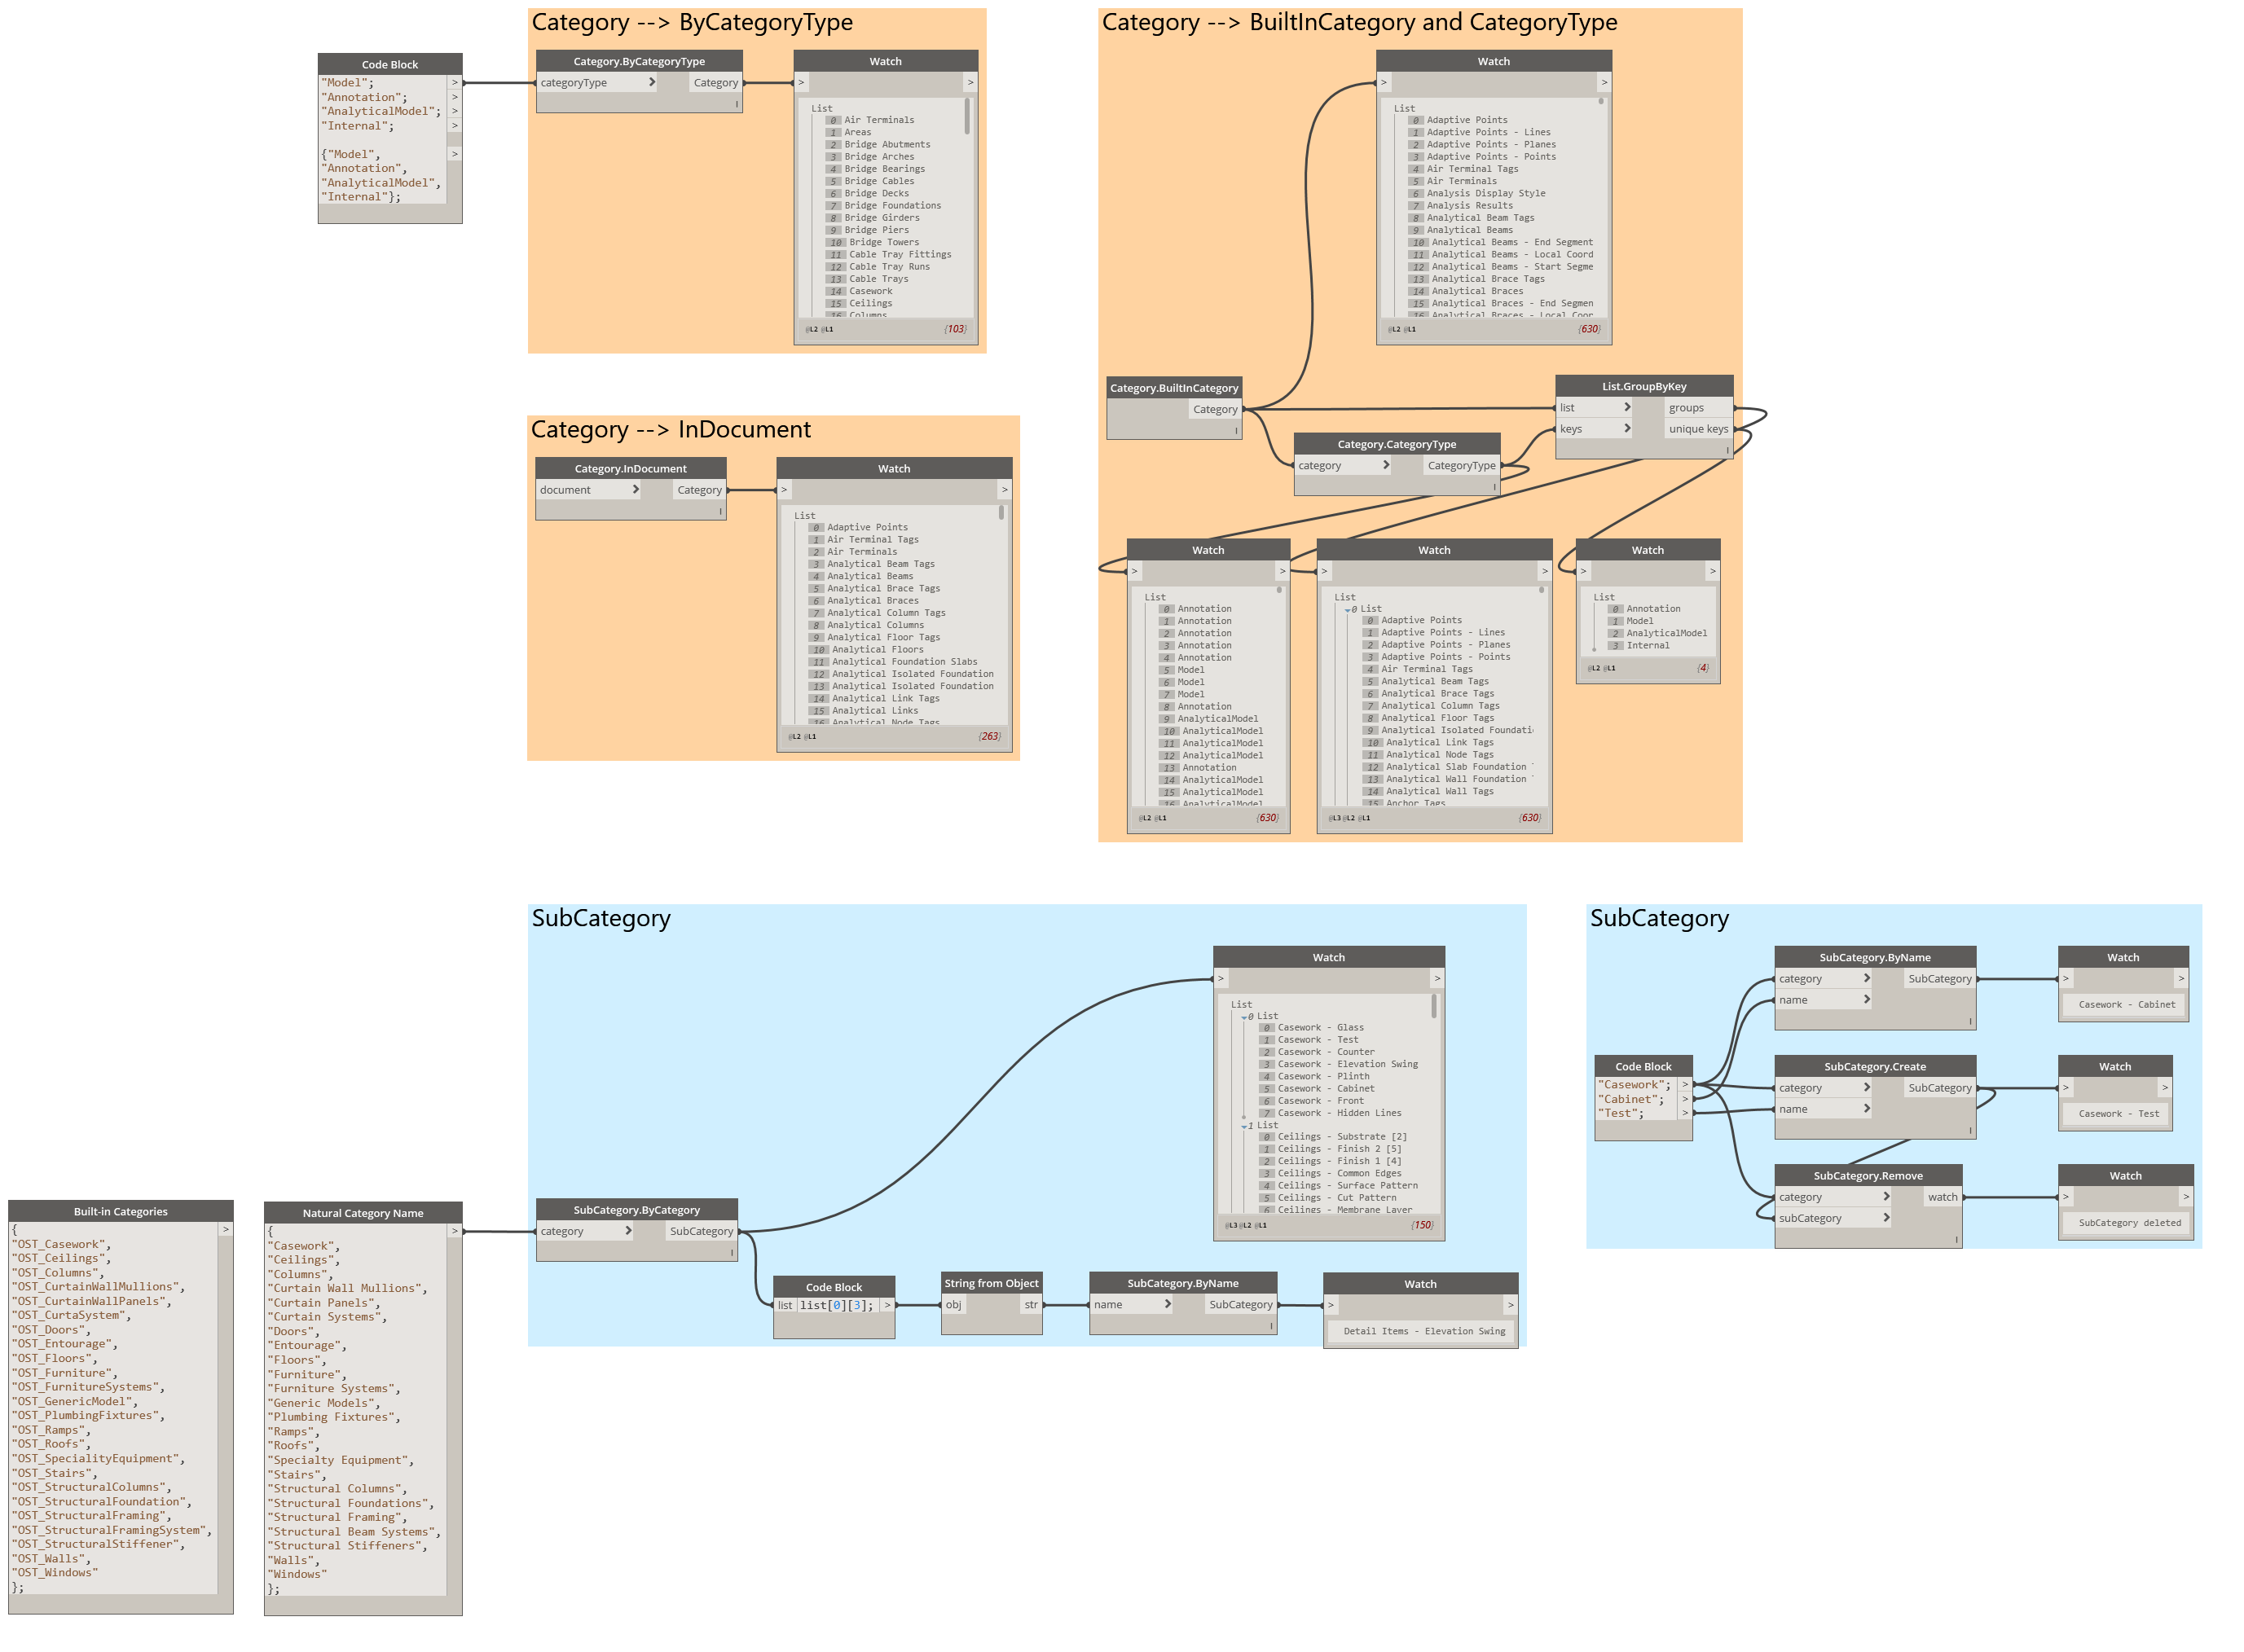 Category --> ByCategoryType
Code Block
"Model";
>
"Annotation";
>
"AnalyticalModel";
>
"Internal";
>
{"Model",
>
"Annotation",
"AnalyticalModel",
"Internal"};
Category.ByCategoryType
categoryType
Category
Watch
>
>
List
0 Air Terminals
1 Areas
2 Bridge Abutments
3 Bridge Arches
4 Bridge Bearings
5 Bridge Cables
6 Bridge Decks
7 Bridge Foundations
8 Bridge Girders
9 Bridge Piers
10 Bridge Towers
11 Cable Tray Fittings
12 Cable Tray Runs
13 Cable Trays
14 Casework
15 Ceilings
16 Columns
@L2 @L1
{103}
Category --> InDocument
Category.InDocument
document
Category
Watch
>
>
List
0 Adaptive Points
1 Air Terminal Tags
2 Air Terminals
3 Analytical Beam Tags
4 Analytical Beams
5 Analytical Brace Tags
6 Analytical Braces
7 Analytical Column Tags
8 Analytical Columns
9 Analytical Floor Tags
10 Analytical Floors
11 Analytical Foundation Slabs
12 Analytical Isolated Foundation
13 Analytical Isolated Foundation
14 Analytical Link Tags
15 Analytical Links
16 Analytical Node Tags
@L2 @L1
{263}
Category --> BuiltInCategory and CategoryType
Watch
>
>
List
0 Adaptive Points
1 Adaptive Points - Lines
2 Adaptive Points - Planes
3 Adaptive Points - Points
4 Air Terminal Tags
5 Air Terminals
6 Analysis Display Style
7 Analysis Results
8 Analytical Beam Tags
9 Analytical Beams
10 Analytical Beams - End Segment
11 Analytical Beams - Local Coord
12 Analytical Beams - Start Segme
13 Analytical Brace Tags
14 Analytical Braces
15 Analytical Braces - End Segmen
16 Analytical Braces - Local Coor
@L2 @L1
{630}
Category.BuiltInCategory
Category
Category.CategoryType
category
CategoryType
List.GroupByKey
list
groups
keys
unique keys
Watch
>
>
List
0 Annotation
1 Annotation
2 Annotation
3 Annotation
4 Annotation
5 Model
6 Model
7 Model
8 Annotation
9 AnalyticalModel
10 AnalyticalModel
11 AnalyticalModel
12 AnalyticalModel
13 Annotation
14 AnalyticalModel
15 AnalyticalModel
16 AnalyticalModel
@L2 @L1
{630}
Watch
>
>
List
0 List
0 Adaptive Points
1 Adaptive Points - Lines
2 Adaptive Points - Planes
3 Adaptive Points - Points
4 Air Terminal Tags
5 Analytical Beam Tags
6 Analytical Brace Tags
7 Analytical Column Tags
8 Analytical Floor Tags
9 Analytical Isolated Foundati
10 Analytical Link Tags
11 Analytical Node Tags
12 Analytical Slab Foundation
13 Analytical Wall Foundation
14 Analytical Wall Tags
15 Anchor Tags
@L3 @L2 @L1
{630}
Watch
>
>
List
0 Annotation
1 Model
2 AnalyticalModel
3 Internal
@L2 @L1
{4}
Built-in Categories
{
>
"OST_Casework",
"OST_Ceilings",
"OST_Columns",
"OST_CurtainWallMullions",
"OST_CurtainWallPanels",
"OST_CurtaSystem",
"OST_Doors",
"OST_Entourage",
"OST_Floors",
"OST_Furniture",
"OST_FurnitureSystems",
"OST_GenericModel",
"OST_PlumbingFixtures",
"OST_Ramps",
"OST_Roofs",
"OST_SpecialityEquipment",
"OST_Stairs",
"OST_StructuralColumns",
"OST_StructuralFoundation",
"OST_StructuralFraming",
"OST_StructuralFramingSystem",
"OST_StructuralStiffener",
"OST_Walls",
"OST_Windows"
};
Natural Category Name
{
>
"Casework",
"Ceilings",
"Columns",
"Curtain Wall Mullions",
"Curtain Panels",
"Curtain Systems",
"Doors",
"Entourage",
"Floors",
"Furniture",
"Furniture Systems",
"Generic Models",
"Plumbing Fixtures",
"Ramps",
"Roofs",
"Specialty Equipment",
"Stairs",
"Structural Columns",
"Structural Foundations",
"Structural Framing",
"Structural Beam Systems",
"Structural Stiffeners",
"Walls",
"Windows"
};
SubCategory
SubCategory.ByCategory
category
SubCategory
Watch
>
>
List
0 List
0 Casework - Glass
1 Casework - Test
2 Casework - Counter
3 Casework - Elevation Swing
4 Casework - Plinth
5 Casework - Cabinet
6 Casework - Front
7 Casework - Hidden Lines
1 List
0 Ceilings - Substrate [2]
1 Ceilings - Finish 2 [5]
2 Ceilings - Finish 1 [4]
3 Ceilings - Common Edges
4 Ceilings - Surface Pattern
5 Ceilings - Cut Pattern
6 Ceilings - Membrane Layer
@L3 @L2 @L1
{150}
Code Block
list
list[0][3];
>
String from Object
obj
str
SubCategory.ByName
name
SubCategory
Watch
>
>
Detail Items - Elevation Swing
SubCategory
Code Block
"Casework";
>
"Cabinet";
>
"Test";
>
SubCategory.ByName
category
SubCategory
name
Watch
>
>
Casework - Cabinet
SubCategory.Create
category
SubCategory
name
Watch
>
>
Casework - Test
SubCategory.Remove
category
watch
subCategory
Watch
>
>
SubCategory deleted